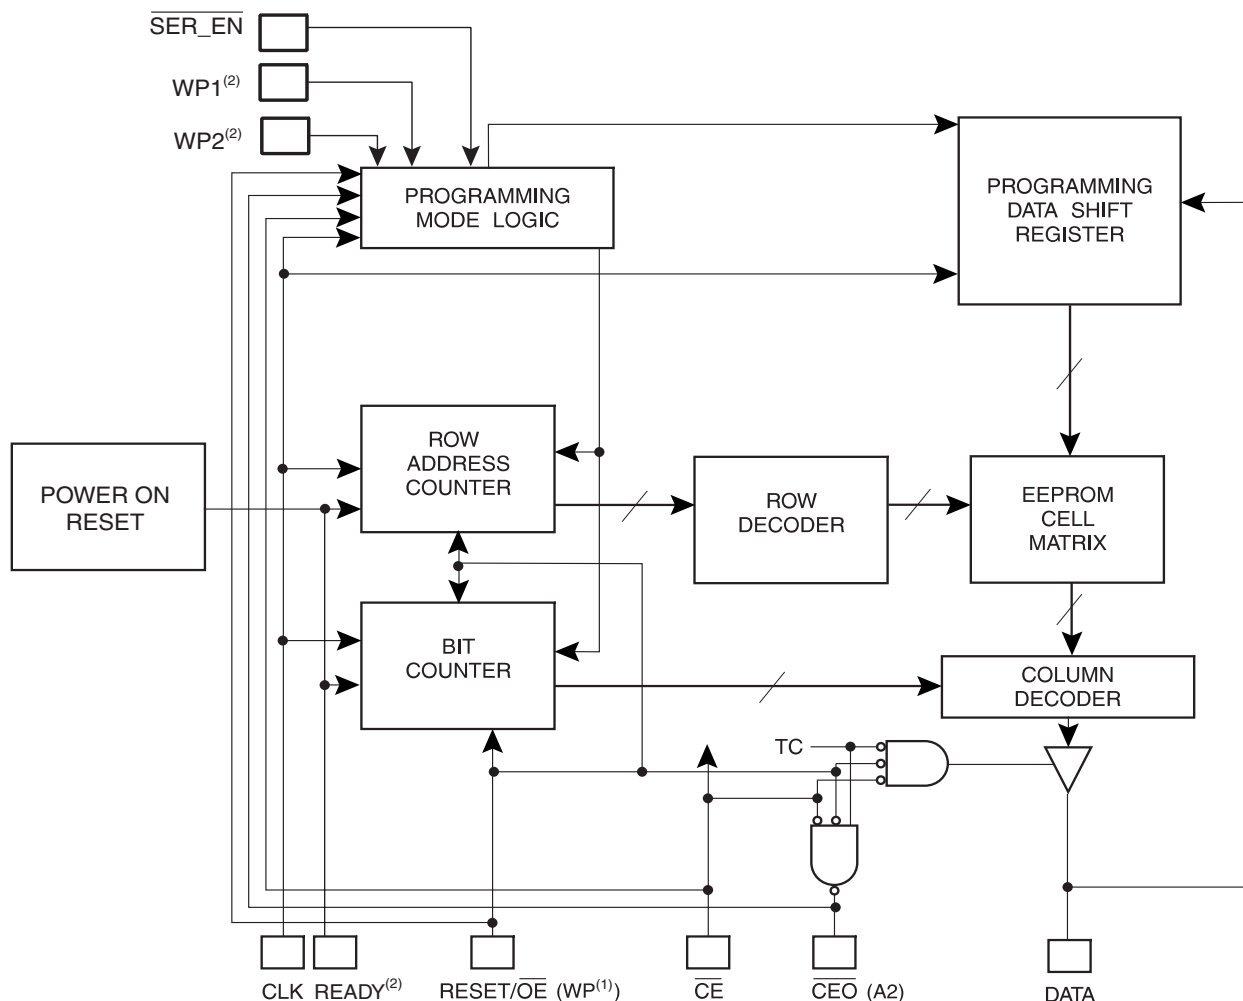 SER_EN
WP1(2)
WP2(2)
PROGRAMMING
MODE LOGIC
PROGRAMMING
DATA SHIFT
REGISTER
POWER ON
RESET
ROW
ADDRESS
COUNTER
ROW
DECODER
EEPROM
CELL
MATRIX
BIT
COUNTER
COLUMN
DECODER
TC
CLK
READY(2)
RESET/OE (WP(1))
CE
CEO (A2)
DATA